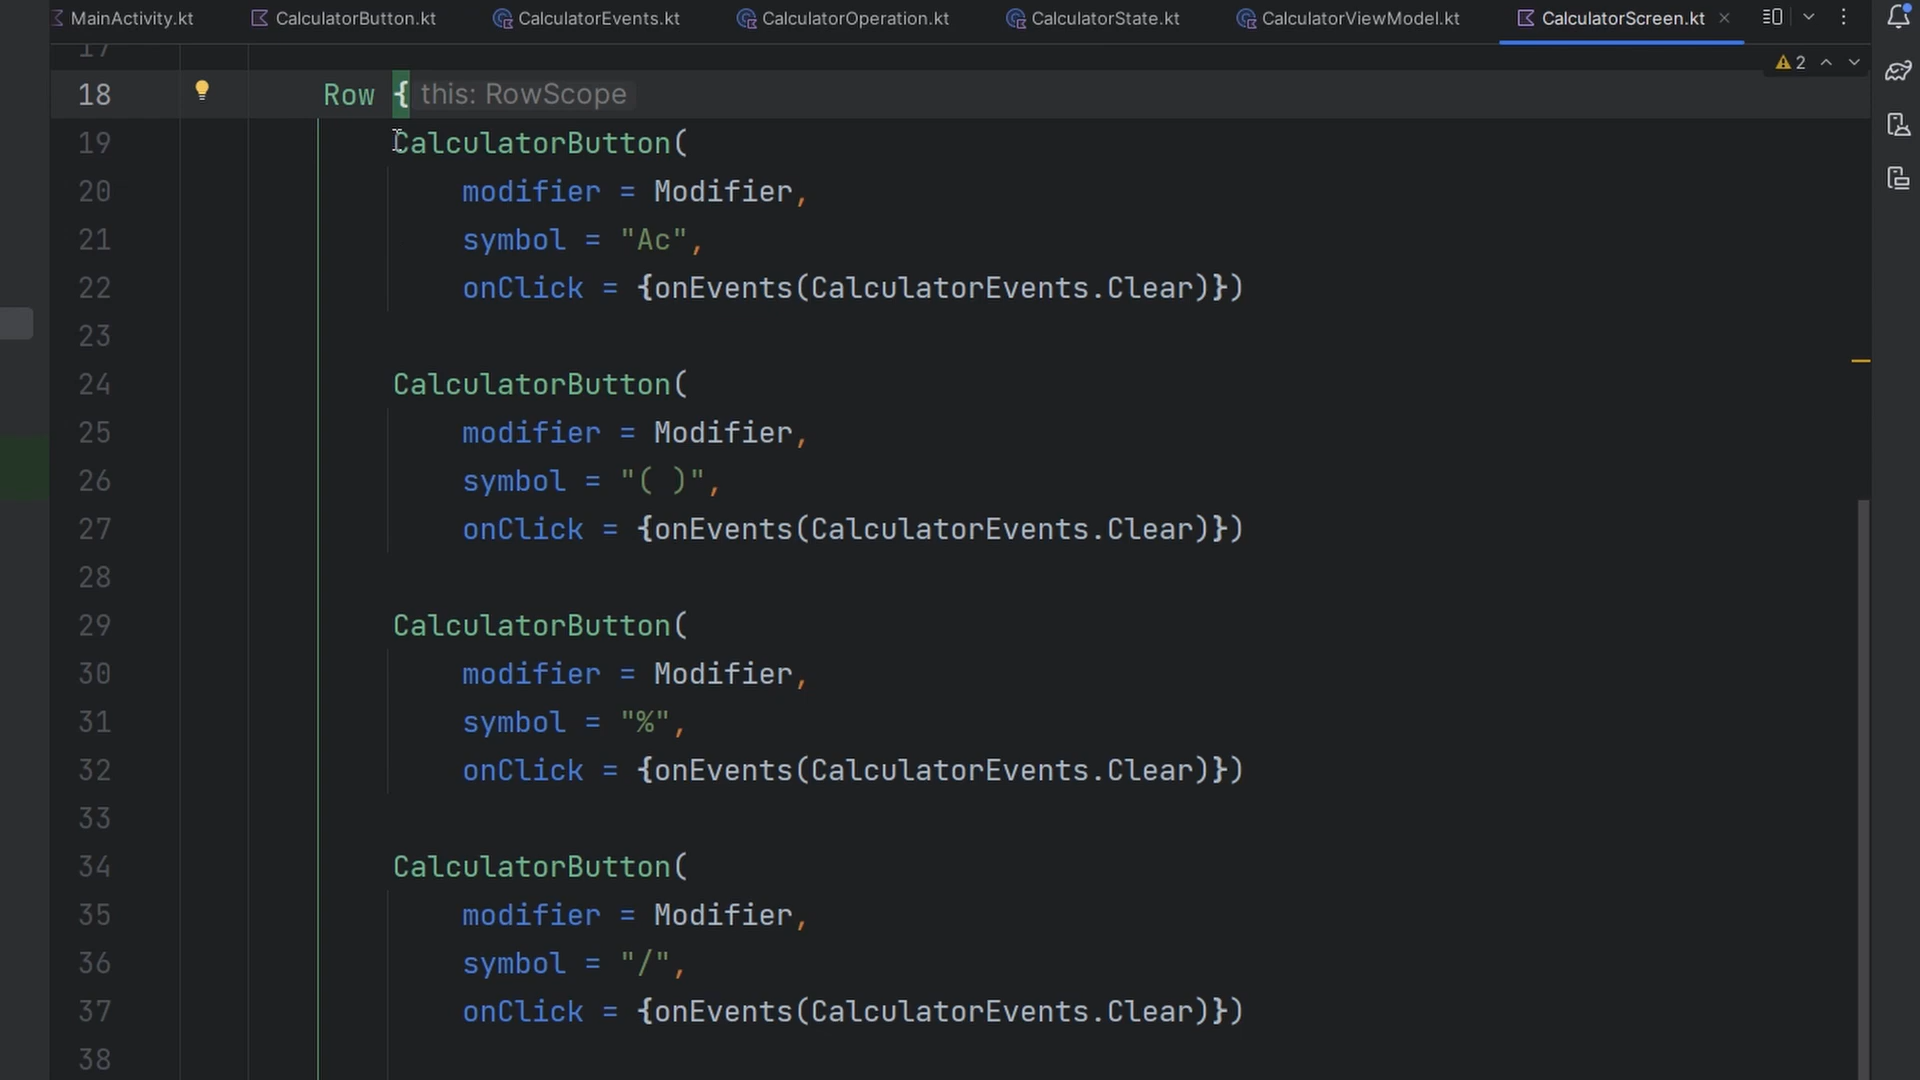 MainActivity.kt CalculatorButton.kt CalculatorEvents.kt CalculatorOperation.kt CalculatorState.kt CalculatorViewModel.kt CalculatorScreen.kt
17
2
18 Row { this: RowScope
19 CalculatorButton(
20 modifier = Modifier,
21 symbol = "Ac",
22 onClick = {onEvents(CalculatorEvents.Clear)})
23
24 CalculatorButton(
25 modifier = Modifier,
26 symbol = "( )",
27 onClick = {onEvents(CalculatorEvents.Clear)})
28
29 CalculatorButton(
30 modifier = Modifier,
31 symbol = "%",
32 onClick = {onEvents(CalculatorEvents.Clear)})
33
34 CalculatorButton(
35 modifier = Modifier,
36 symbol = "/",
37 onClick = {onEvents(CalculatorEvents.Clear)})
38